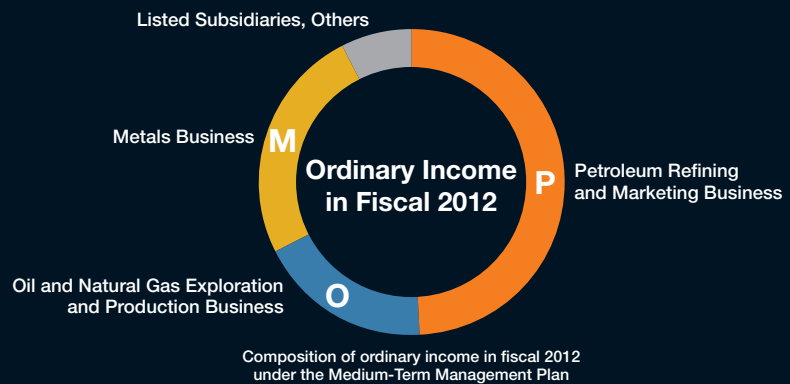 Listed Subsidiaries, Others
Metals Business
M
Ordinary Income
in Fiscal 2012
P
Petroleum Refining
and Marketing Business
Oil and Natural Gas Exploration
and Production Business
O
Composition of ordinary income in fiscal 2012
under the Medium-Term Management Plan